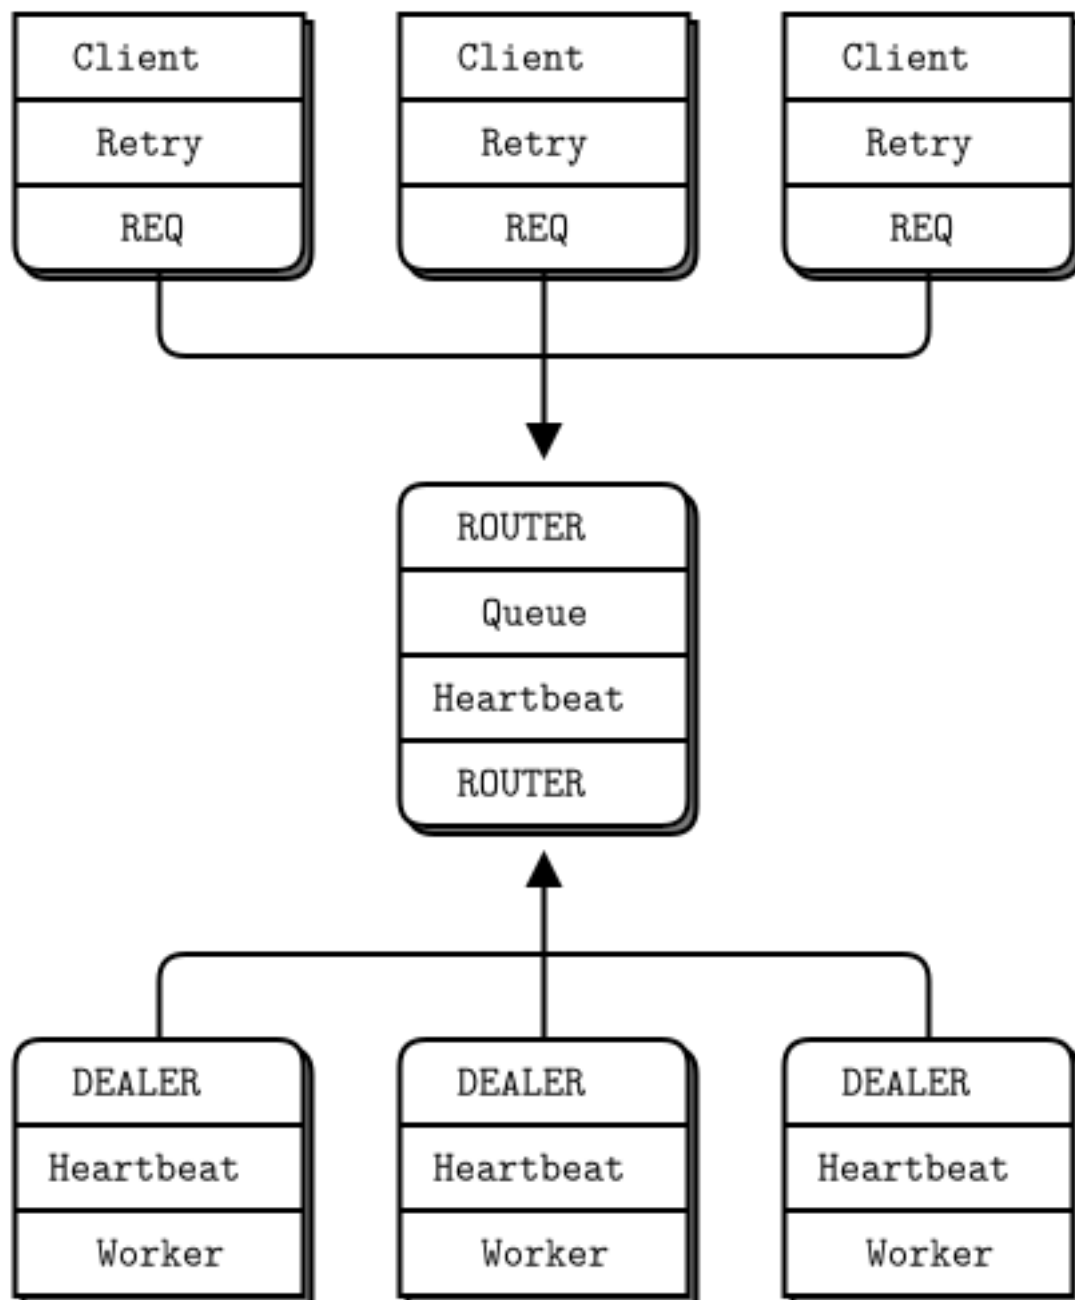 Client Client Client
Retry Retry Retry
REQ REQ REQ
ROUTER
Queue
Heartbeat
ROUTER
DEALER DEALER DEALER
Heartbeat Heartbeat Heartbeat
Worker Worker Worker